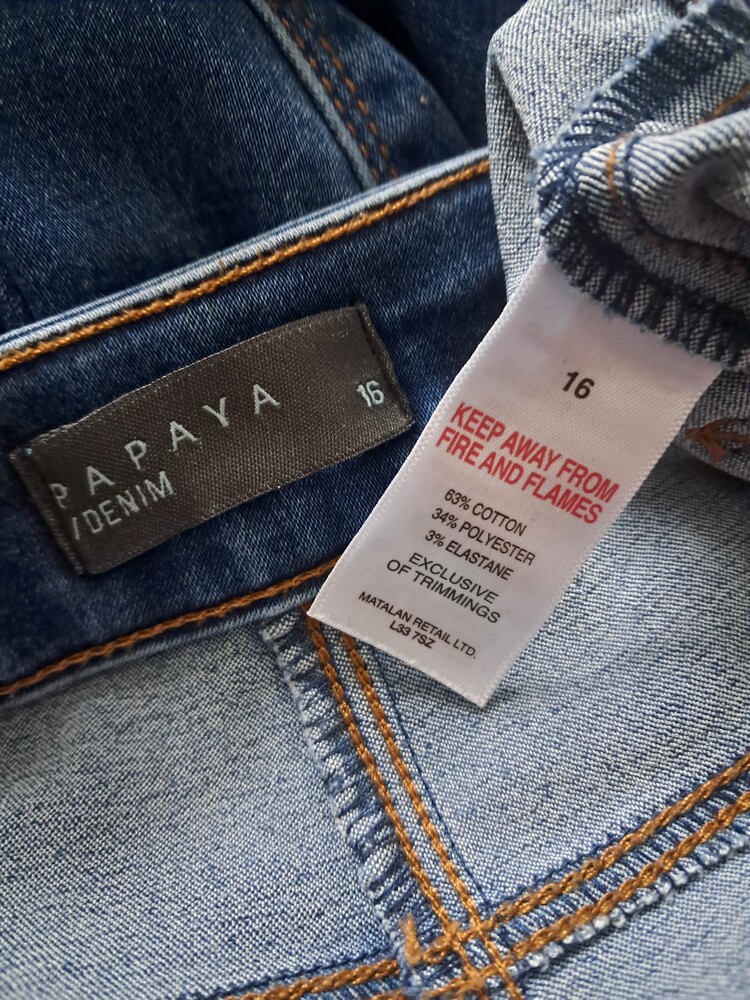 PAPAYA
16
/DENIM
16
KEEP AWAY FROM
FIRE AND FLAMES
63% COTTON
34% POLYESTER
3% ELASTANE
EXCLUSIVE
OF TRIMMINGS
MATALAN RETAIL LTD.
L33 7SZ